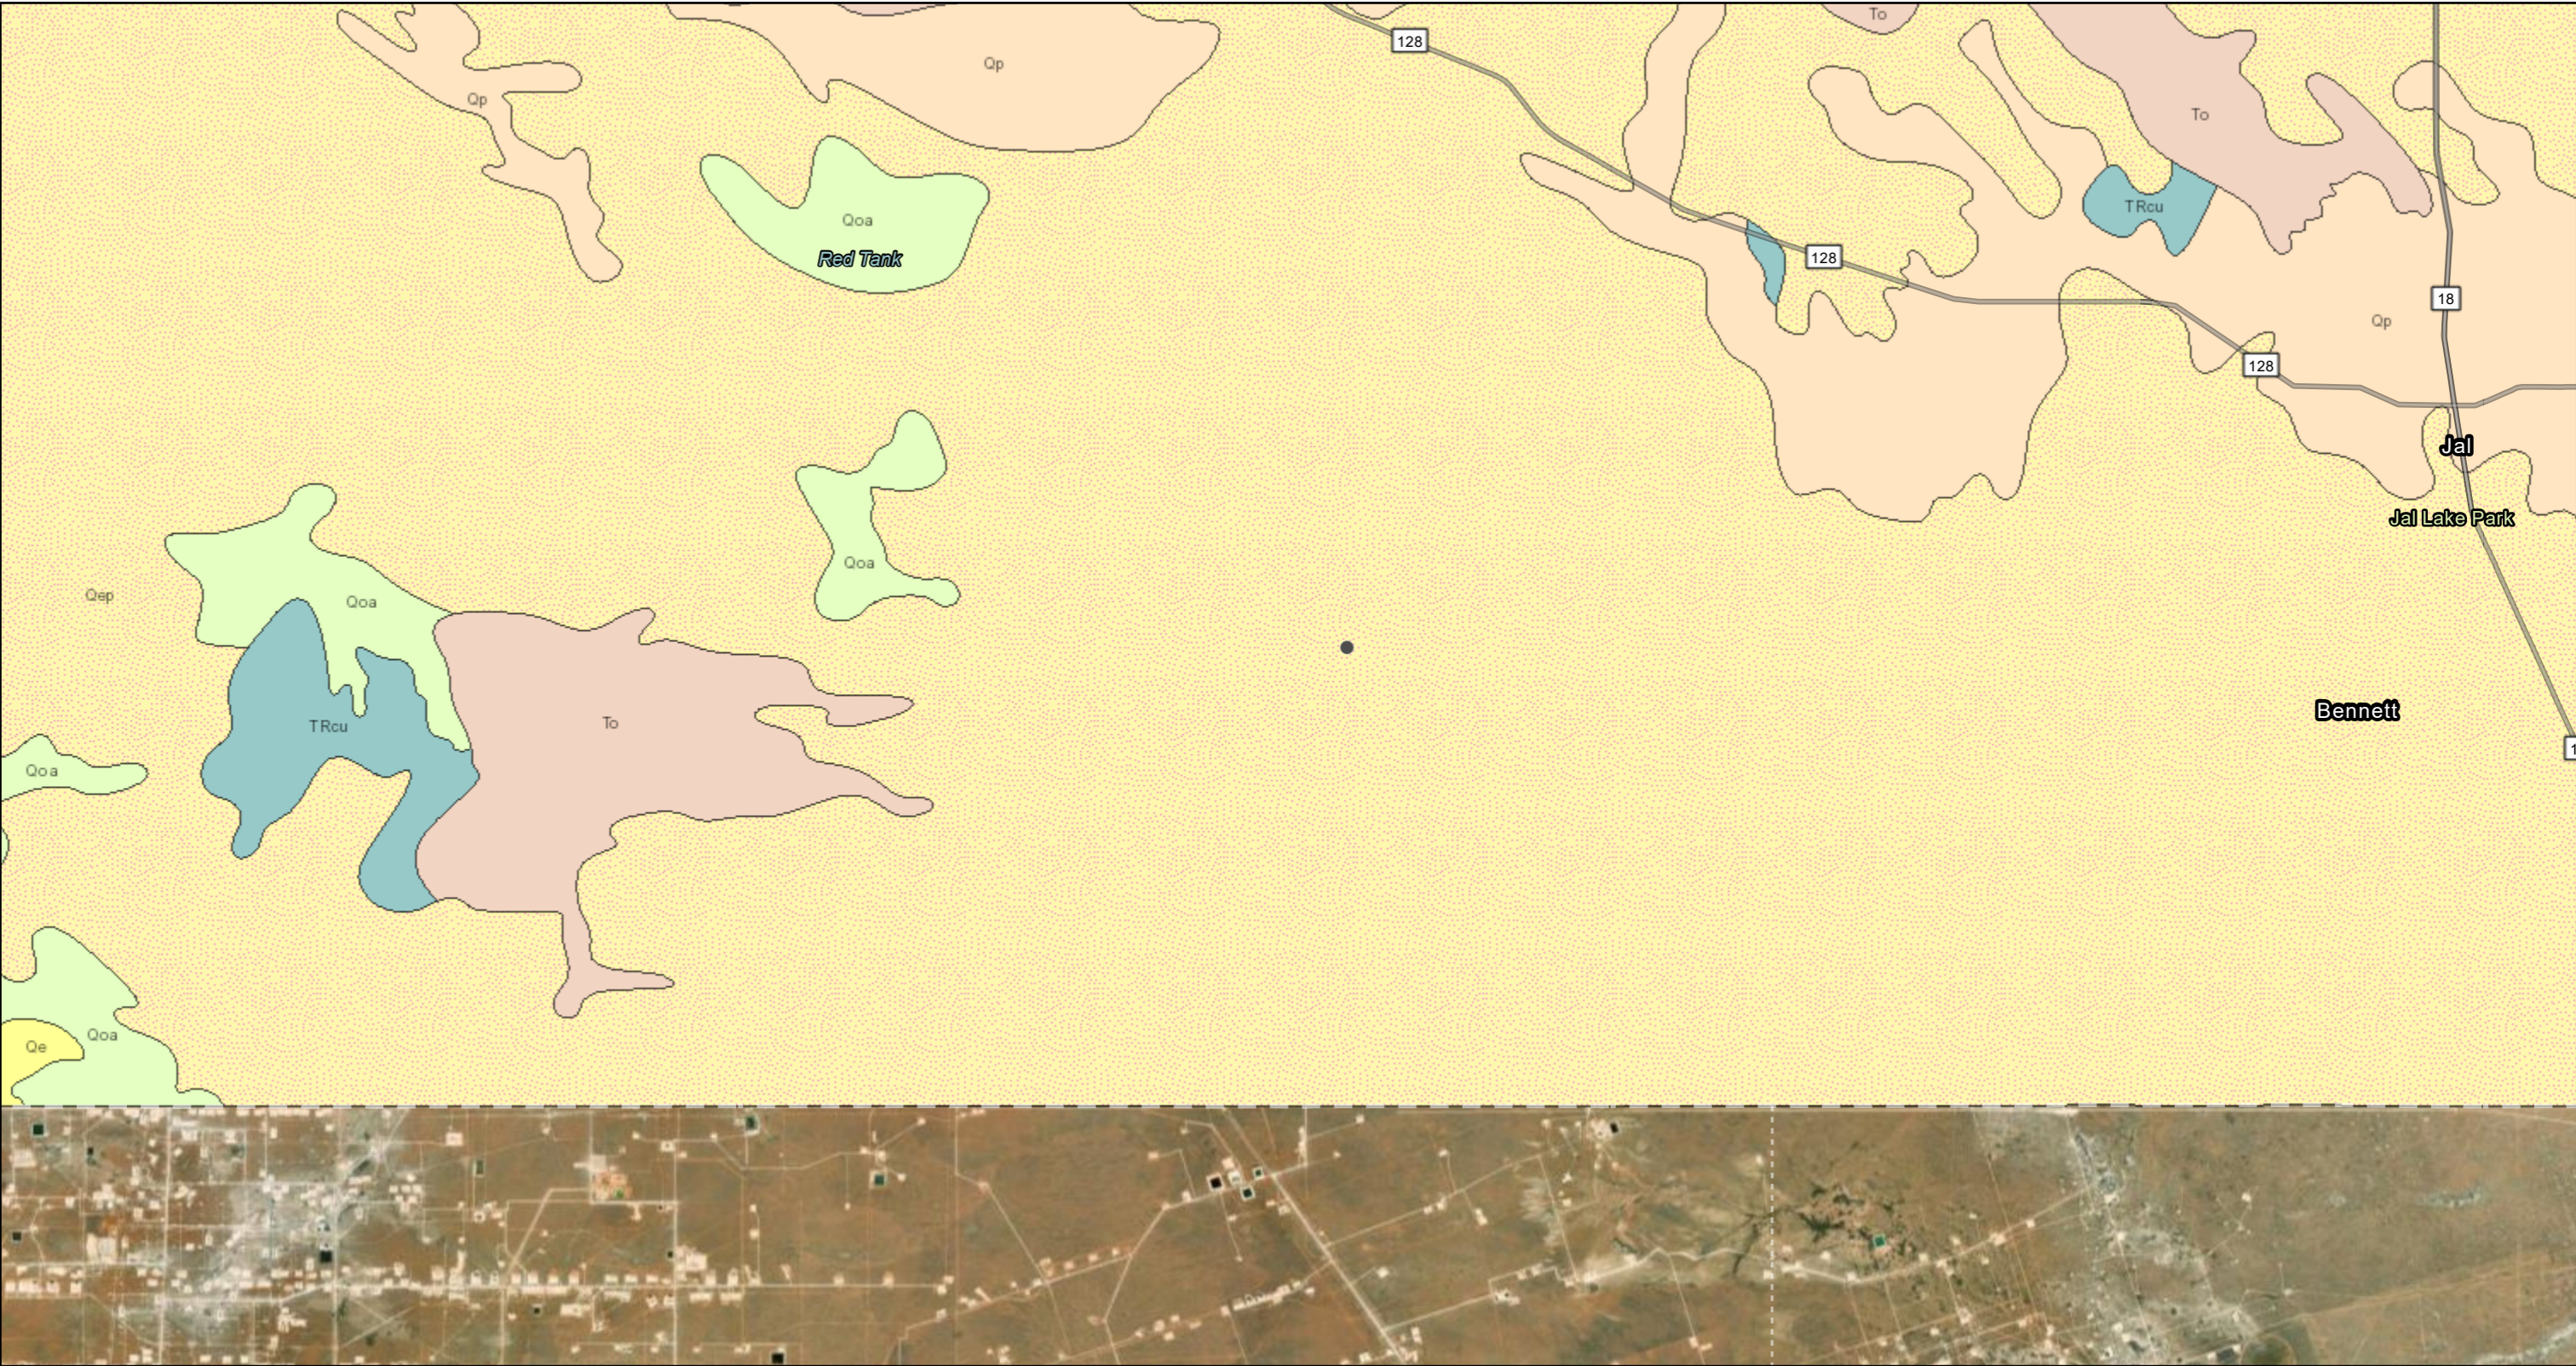 To
128
Qp
Qp
To
TRcu
Qoa
Red Tank
128
18
Qp
128
Jal
Jal Lake Park
Qoa
Qep
Qoa
Bennett
To
TRcu
1
Qoa
Qoa
Qe